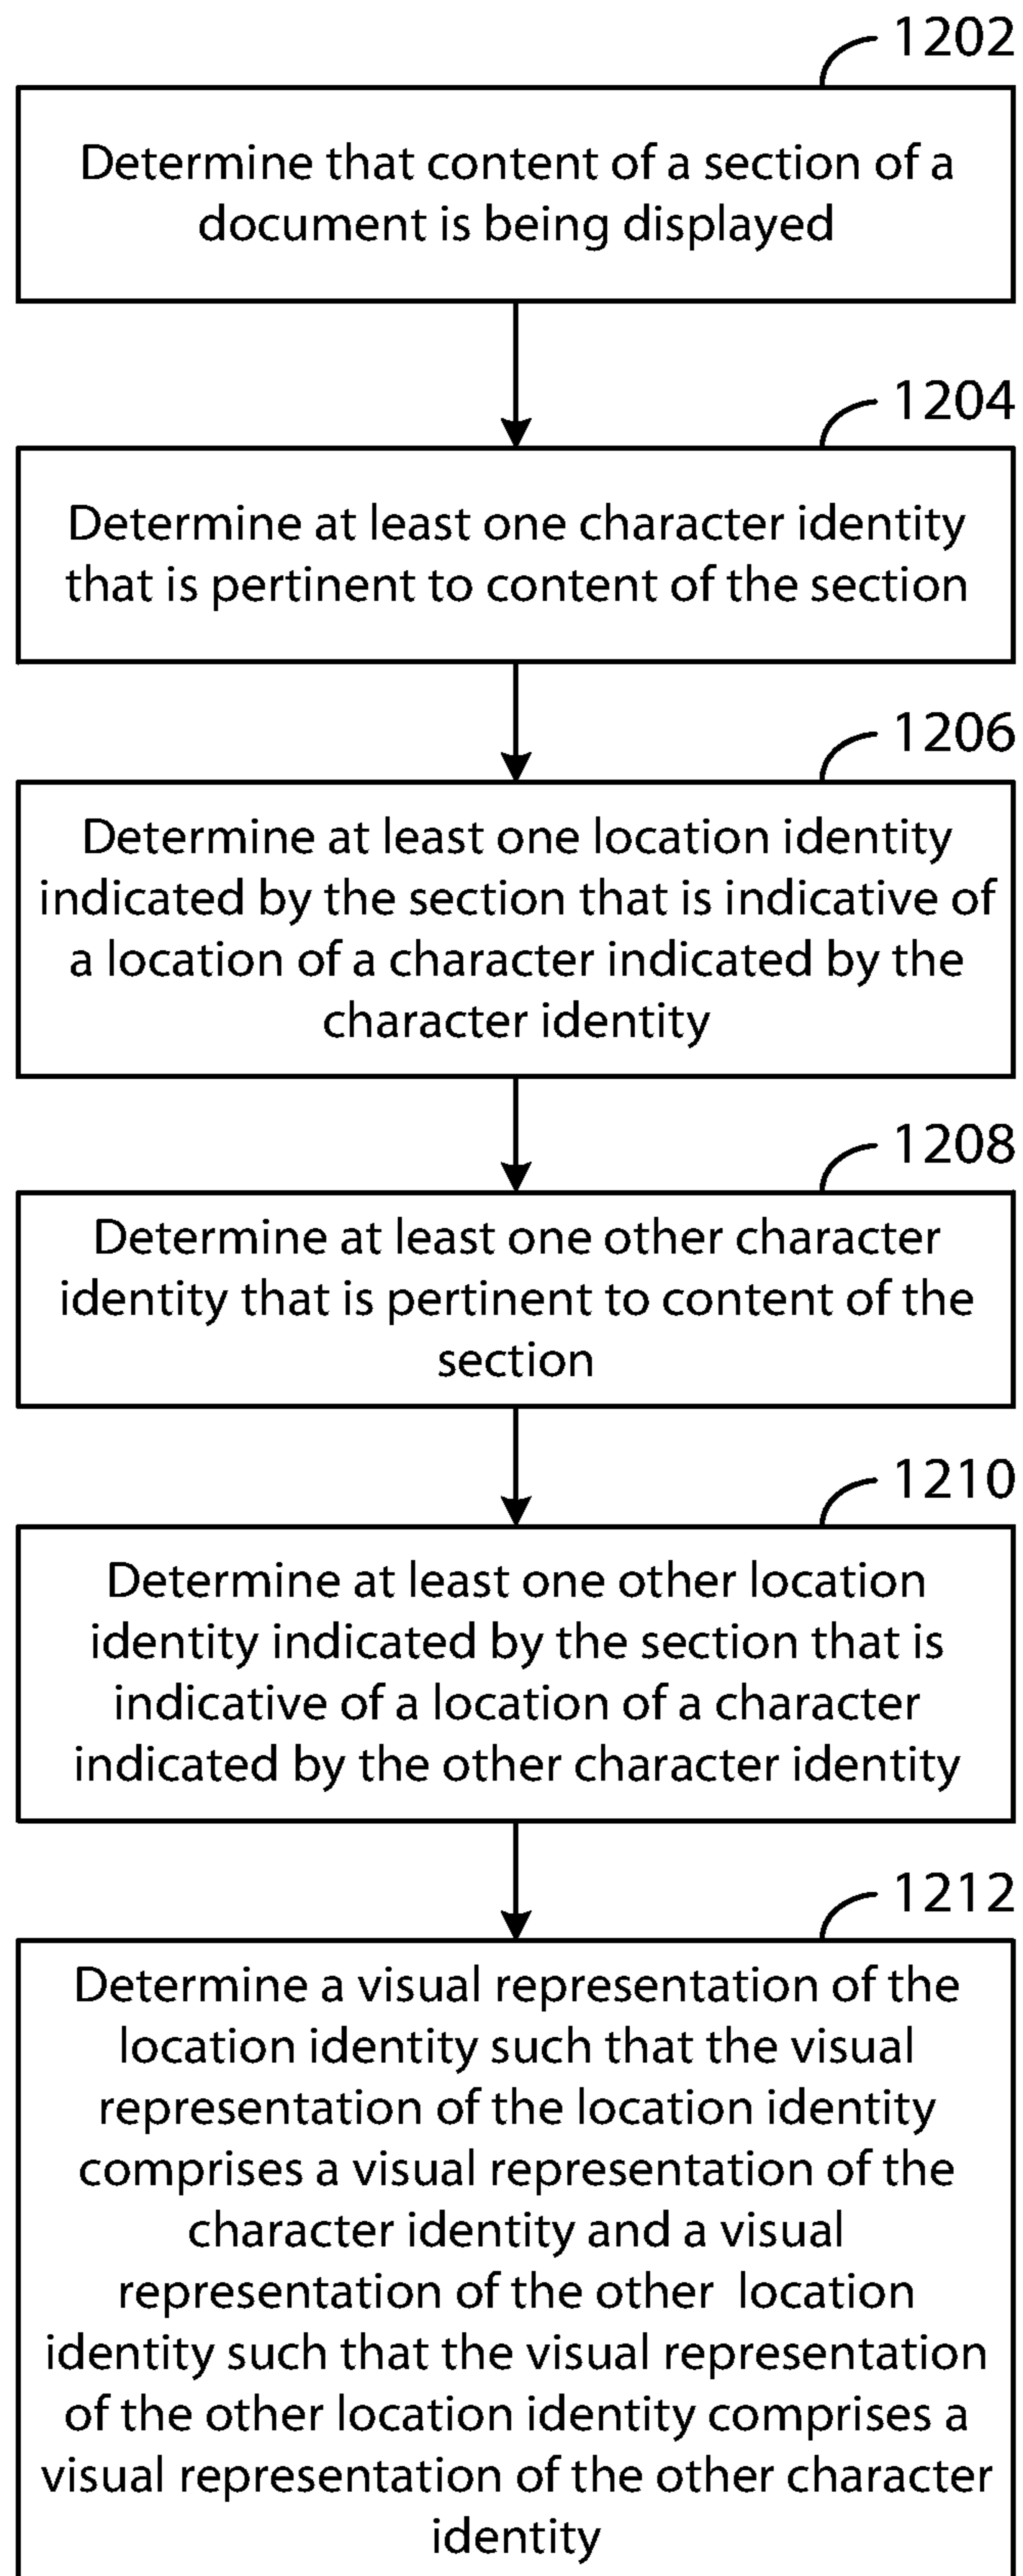 1202
Determine that content of a section of a
document is being displayed
1204
Determine at least one character identity
that is pertinent to content of the section
1206
Determine at least one location identity
indicated by the section that is indicative of
a location of a character indicated by the
character identity
1208
Determine at least one other character
identity that is pertinent to content of the
section
1210
Determine at least one other location
identity indicated by the section that is
indicative of a location of a character
indicated by the other character identity
1212
Determine a visual representation of the
location identity such that the visual
representation of the location identity
comprises a visual representation of the
character identity and a visual
representation of the other location
identity such that the visual representation
of the other location identity comprises a
visual representation of the other character
identity